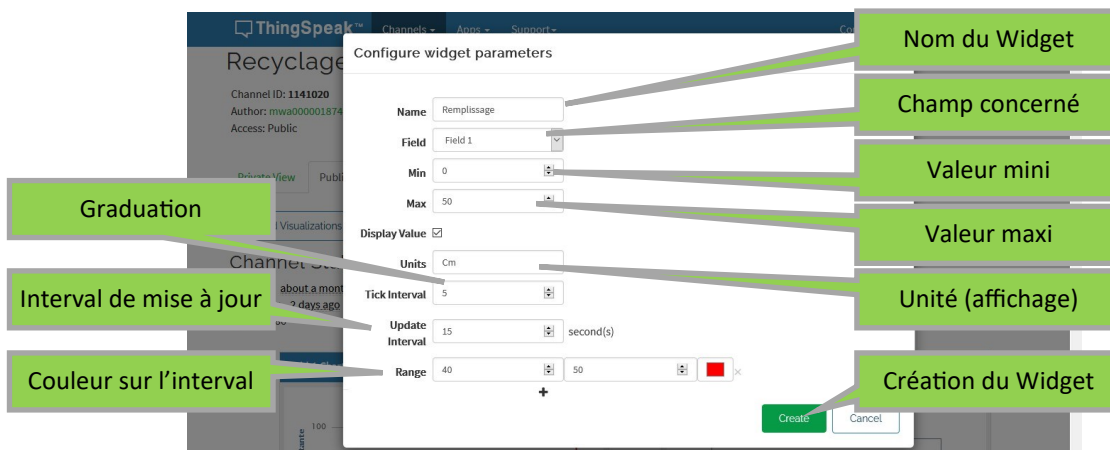 ThingSpeak™ Channels Apps Support
Nom du Widget
Configure widget parameters
Recyclage
Channel ID: 1141020
Author: mwa000001874
Access: Public
Name Remplissage
Champ concerné
Field Field 1
Min 0
Valeur mini
Private View
Max 50
Graduation
Valeur maxi
Visualizations
Display Value
Units Cm
about a mont
Tick Interval 5
Unité (affichage)
Interval de mise à jour
2 days ago
Update Interval 15 second(s)
Range 40 50
Couleur sur l'interval
Création du Widget
+
Create Cancel
100